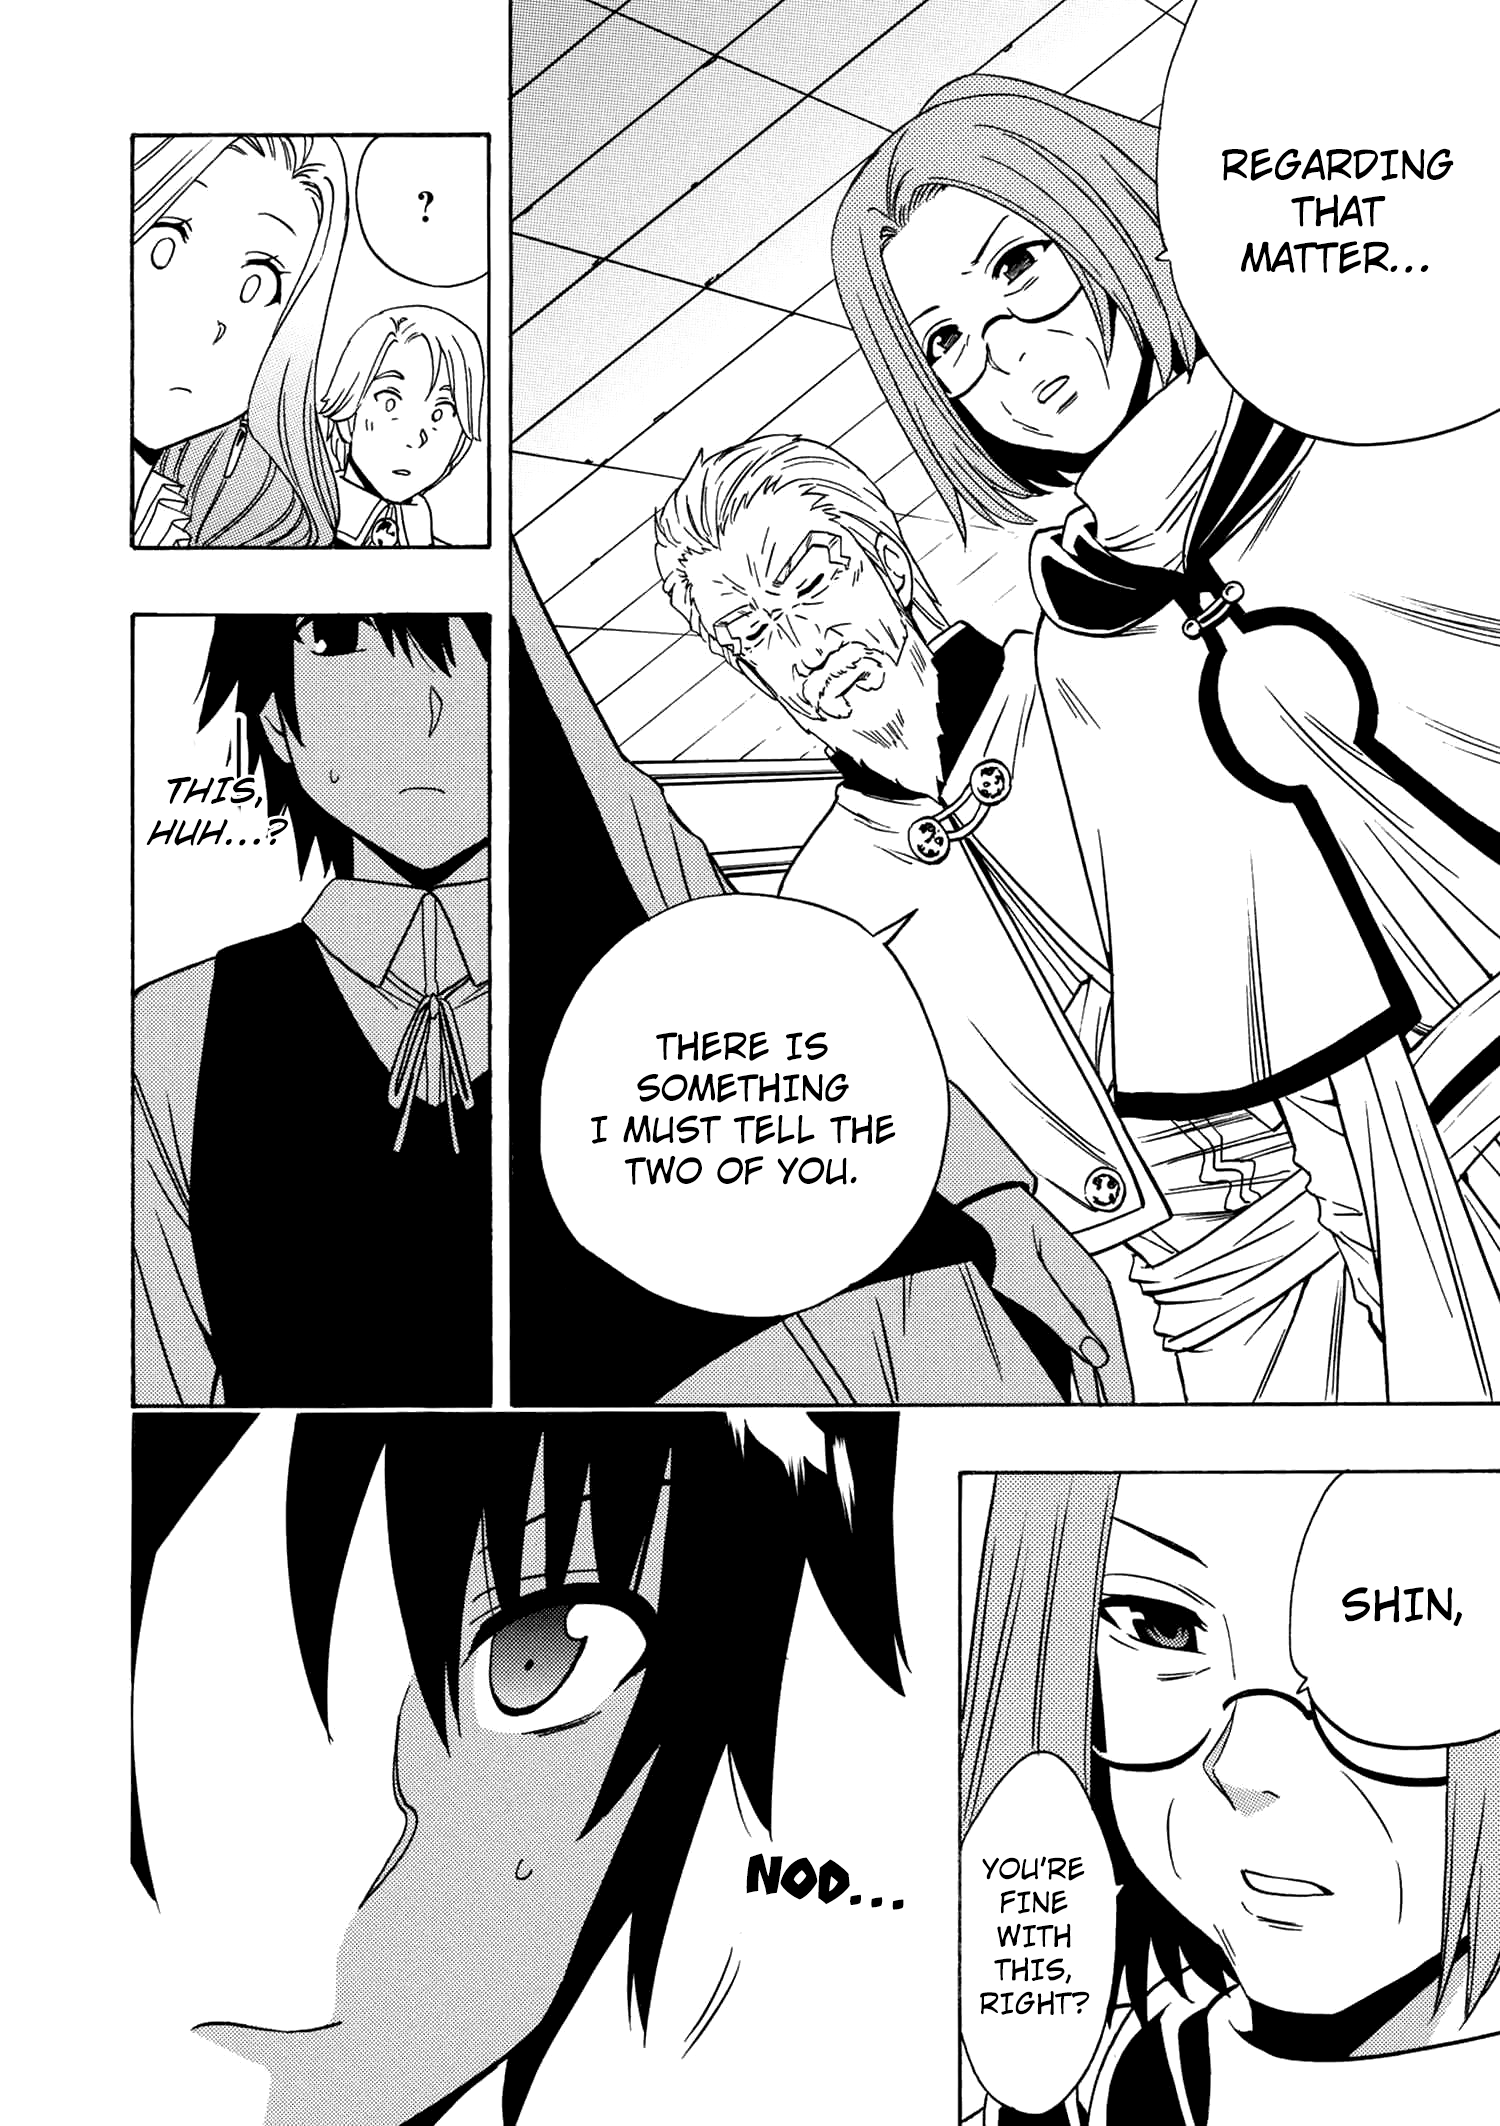 REGARDING
THAT
MATTER...
THERE IS
SOMETHING
I MUST TELL THE
TWO OF YOU.
?
THIS,
HUH...?
SHIN,
YOU'RE
FINE
WITH
THIS,
RIGHT?
NOD...